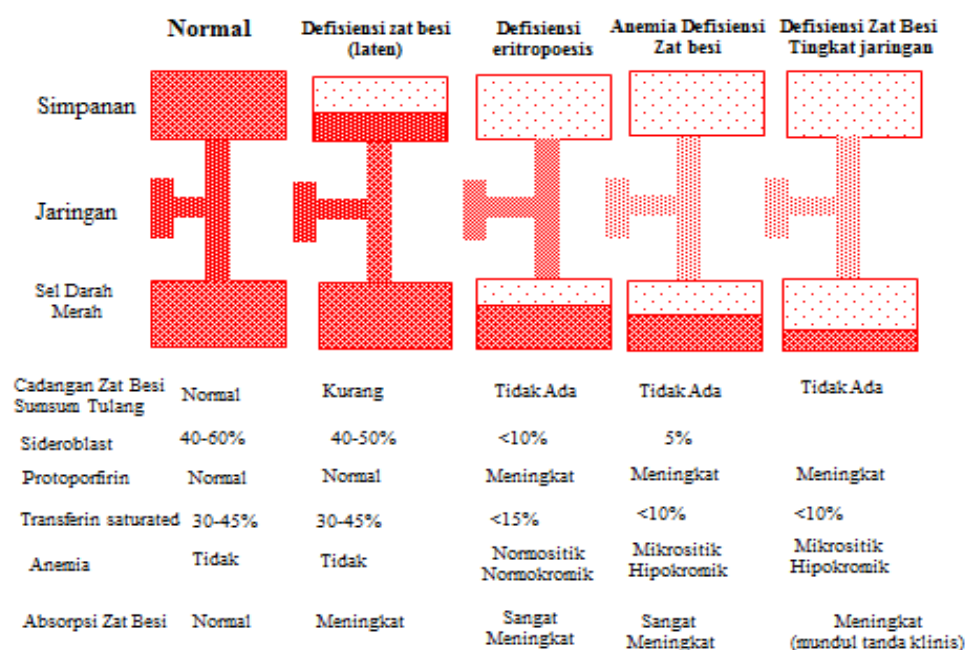 Normal
Defisiensi zat besi
(laten)
Defisiensi
eritropoesis
Anemia Defisiensi
Zat besi
Defisiensi Zat Besi
Tingkat jaringan
Simpanan
Jaringan
Sel Darah
Merah
Cadangan Zat Besi
Sumsum Tulang
Normal
Kurang
Tidak Ada
Tidak Ada
Tidak Ada
Sideroblast
40-60%
40-50%
<10%
5%
Protoporfirin
Normal
Normal
Meningkat
Meningkat
Meningkat
Transferin saturated
30-45%
30-45%
<15%
<10%
<10%
Anemia
Tidak
Tidak
Normositik
Normokromik
Mikrositik
Hipokromik
Mikrositik
Hipokromik
Absorpsi Zat Besi
Normal
Meningkat
Sangat
Meningkat
Sangat
Meningkat
Meningkat
(mundul tanda klinis)